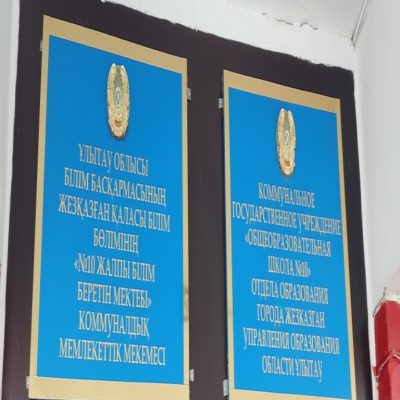 ҰЛЫТАУ ОБЛЫСЫ
БІЛІМ БАСҚАРМАСЫНЫҢ
ЖЕЗҚАЗҒАН ҚАЛАСЫ БІЛІМ
БӨЛІМІНІҢ
«№10 ЖАЛПЫ БІЛІМ
БЕРЕТІН МЕКТЕБІ»
КОММУНАЛДЫҚ
МЕМЛЕКЕТТІК МЕКЕМЕСІ
КОММУНАЛЬНОЕ
ГОСУДАРСТВЕННОЕ УЧРЕЖДЕНИЕ
«ОБЩЕОБРАЗОВАТЕЛЬНАЯ
ШКОЛА №10»
ОТДЕЛА ОБРАЗОВАНИЯ
ГОРОДА ЖЕЗКАЗГАН
УПРАВЛЕНИЯ ОБРАЗОВАНИЯ
ОБЛАСТИ ҰЛЫТАУ